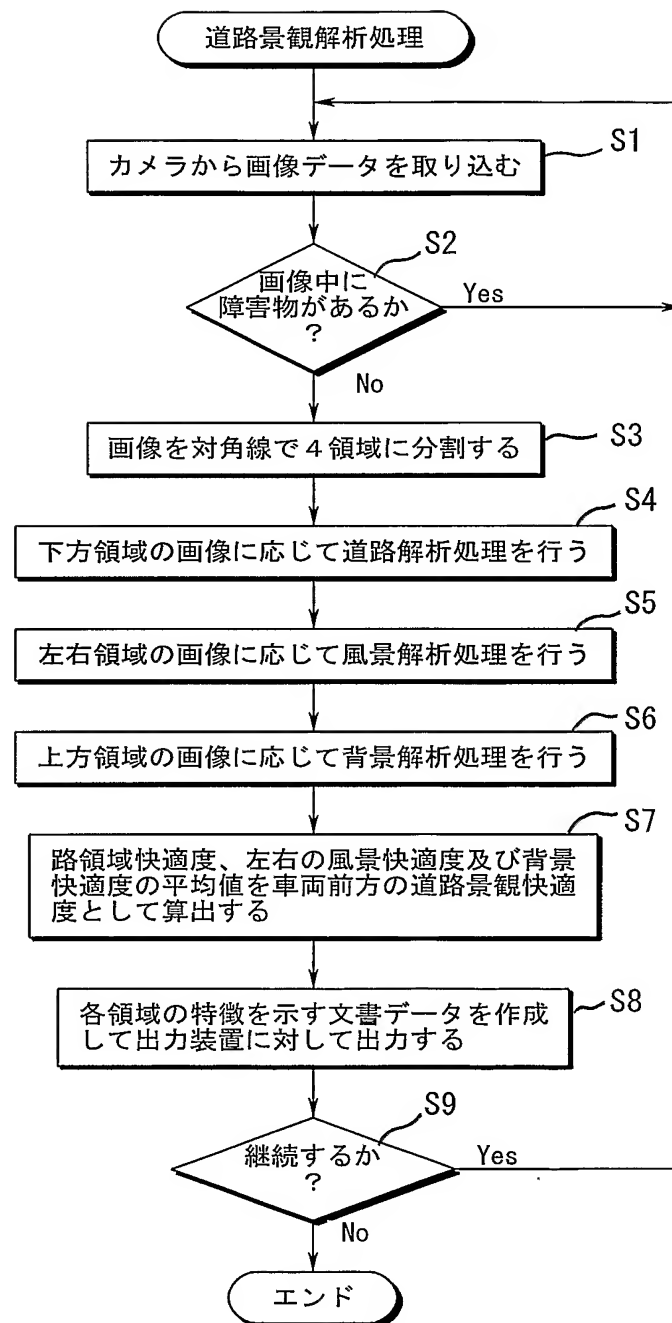 道路景観解析処理
S1
カメラから画像データを取り込む
S2
画像中に
障害物があるか
?
Yes
No
S3
画像を対角線で4領域に分割する
S4
下方領域の画像に応じて道路解析処理を行う
S5
左右領域の画像に応じて風景解析処理を行う
S6
上方領域の画像に応じて背景解析処理を行う
S7
路領域快適度、左右の風景快適度及び背景
快適度の平均値を車両前方の道路景観快適
度として算出する
S8
各領域の特徴を示す文書データを作成
して出力装置に対して出力する
S9
継続するか
?
Yes
No
エンド